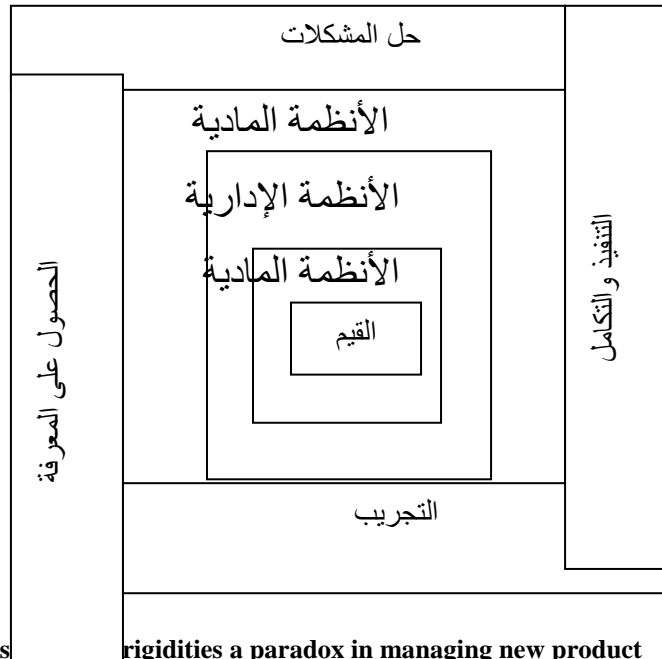 حل المشكلات
الأنظمة المادية
الأنظمة الإدارية
الأنظمة المادية
القيم
التنفيذ والتكامل
الحصول على المعرفة
التجريب
rigidities a paradox in managing new product